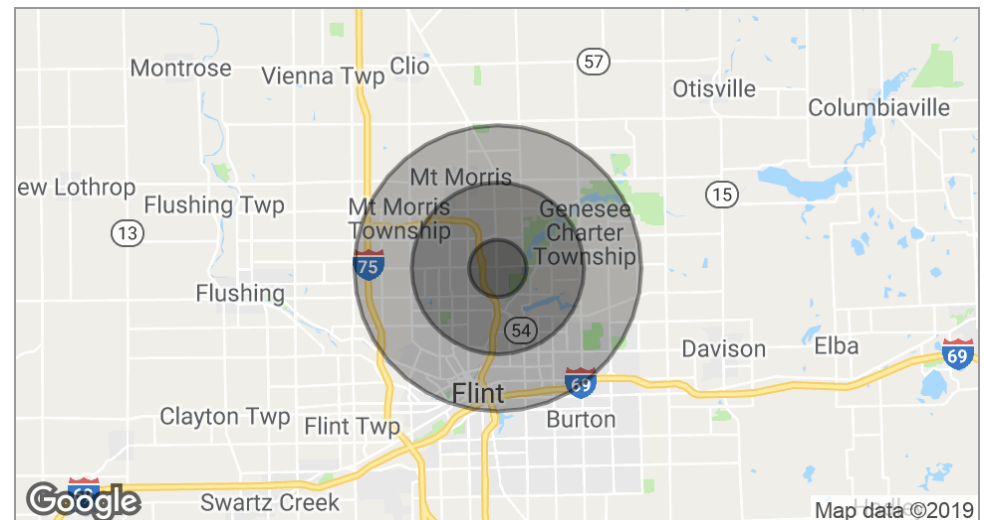 57
Montrose
Vienna Twp
Clio
Otisville
Columbiaville
Mt Morris
ew Lothrop
Flushing Twp
15
Mt Morris
Township
Genesee
Charter
Township
13
75
Flushing
54
Davison
Elba
69
69
Flint
Clayton Twp
Flint Twp
Burton
Google
Swartz Creek
Map data ©2019